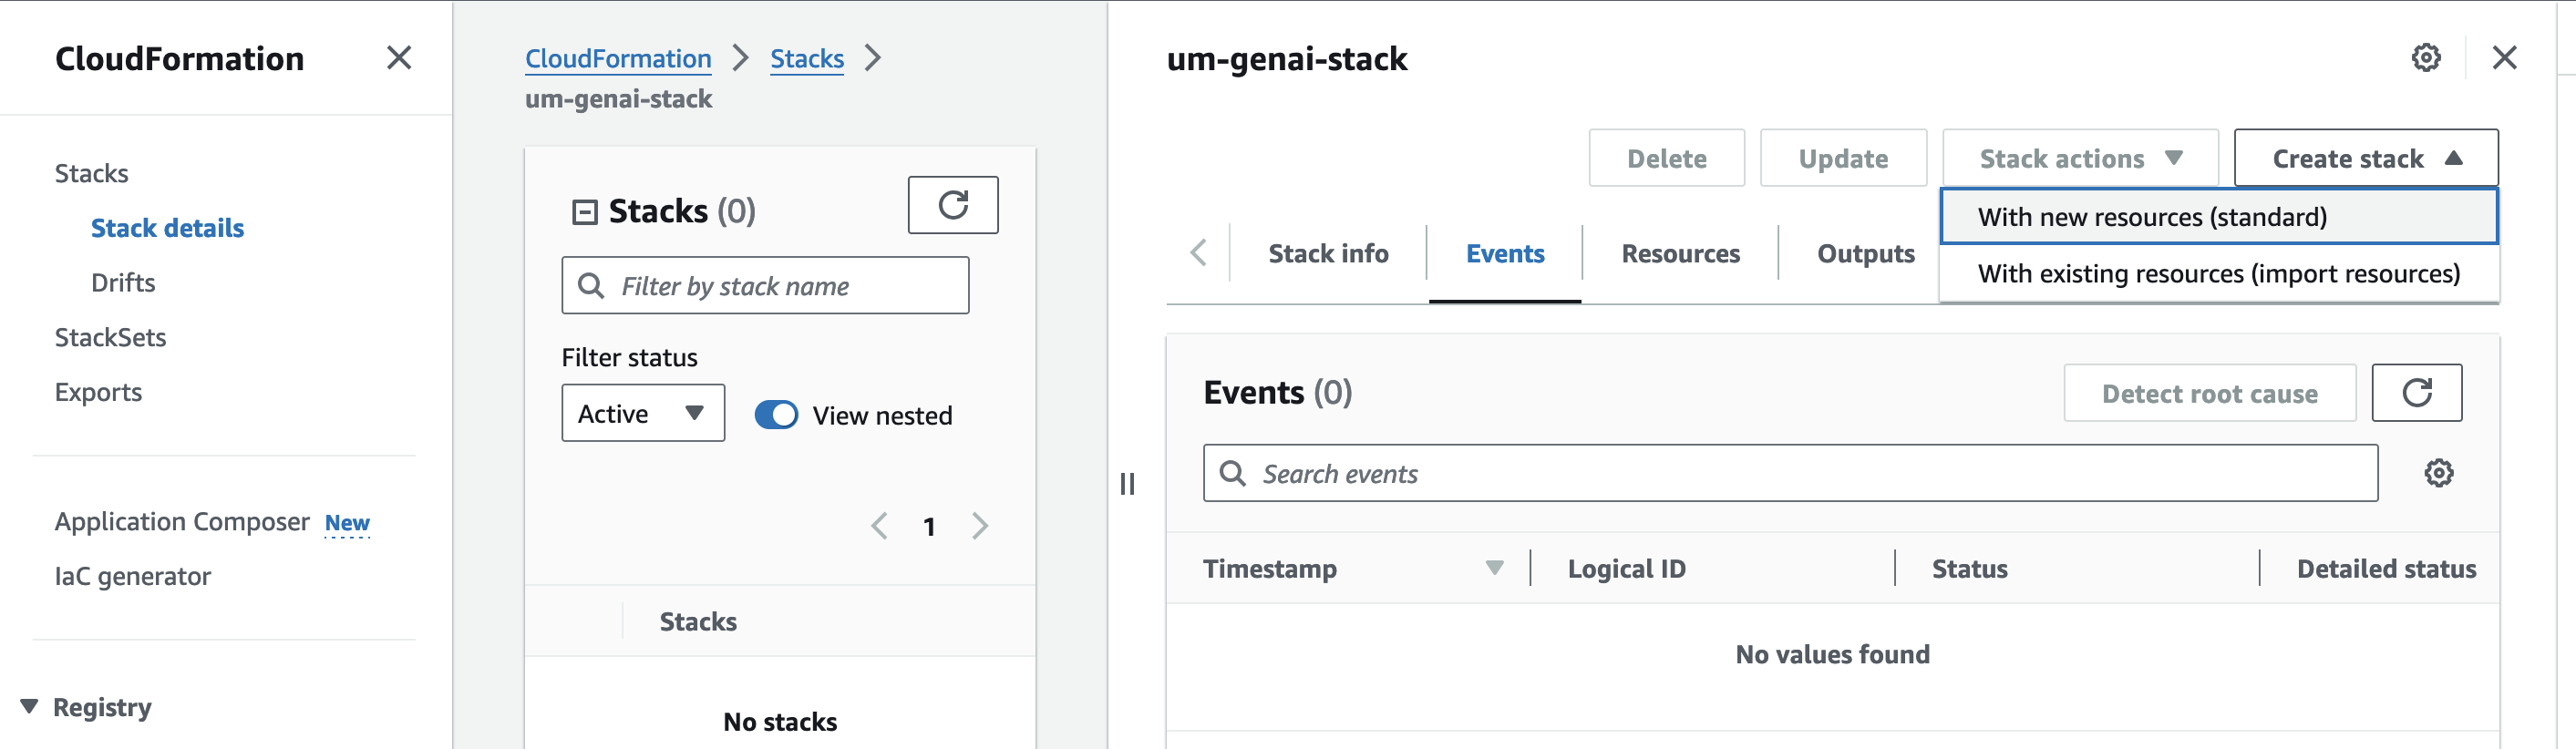 CloudFormation
Stacks
Stack details
Drifts
StackSets
Exports
Application Composer New
IaC generator
Registry
CloudFormation Stacks
um-genai-stack
Stacks (0)
Filter by stack name
Filter status
Active View nested
1
Stacks
No stacks
um-genai-stack
Delete Update Stack actions Create stack
With new resources (standard)
With existing resources (import resources)
Stack info Events Resources Outputs
Events (0) Detect root cause
Search events
Timestamp Logical ID Status Detailed status
No values found